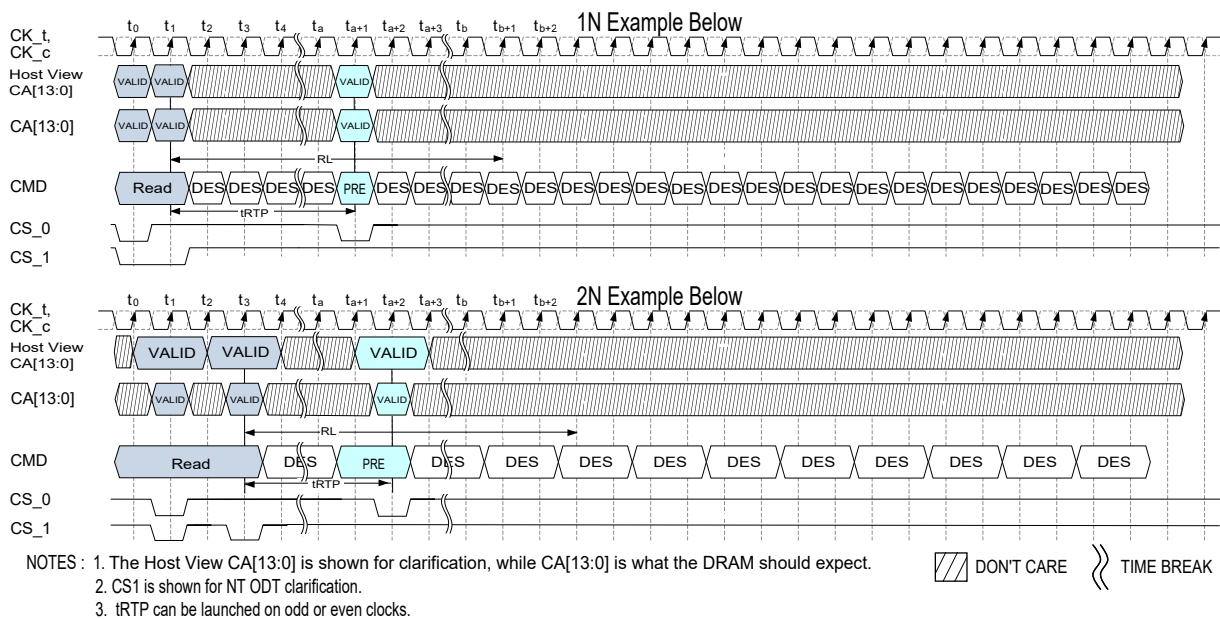 1N Example Below
t0 t1 t2 t3 t4 ta ta+1 ta+2 ta+3 tb tb+1 tb+2
CK_t,
CK_c
Host View
CA[13:0]
VALID VALID VALID
CA[13:0]
VALID VALID VALID
RL
CMD
Read DES DES DES DES PRE DES DES DES DES DES DES DES DES DES DES DES DES DES DES DES DES DES DES DES DES DES
tRTP
CS_0
CS_1
2N Example Below
t0 t1 t2 t3 t4 ta ta+1 ta+2 ta+3 tb tb+1 tb+2
CK_t,
CK_c
Host View
CA[13:0]
VALID VALID VALID
CA[13:0]
VALID VALID VALID
RL
CMD
Read DES PRE DES DES DES DES DES DES DES DES DES DES
tRTP
CS_0
CS_1
NOTES : 1. The Host View CA[13:0] is shown for clarification, while CA[13:0] is what the DRAM should expect.
2. CS1 is shown for NT ODT clarification.
3. tRTP can be launched on odd or even clocks.
DON'T CARE
TIME BREAK